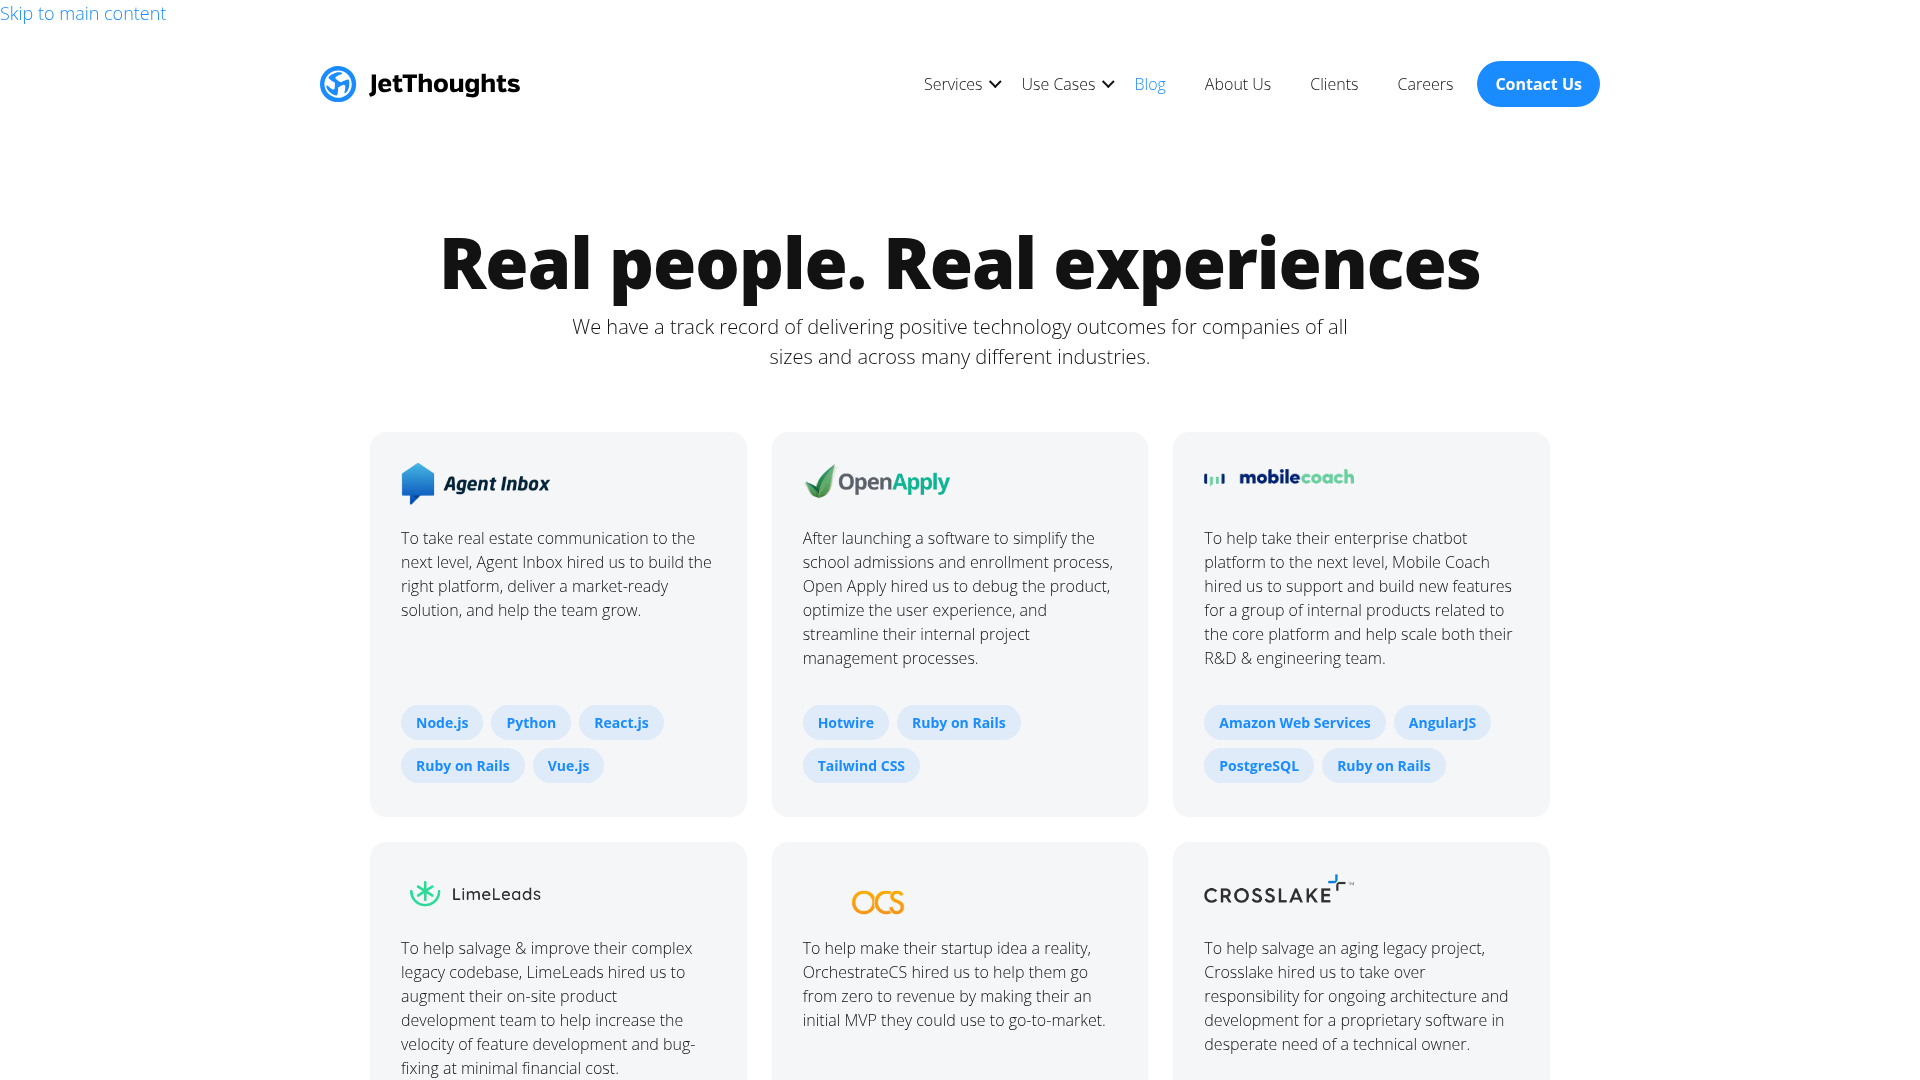 Skip to main content
JetThoughts
Services
Use Cases
Blog
About Us
Clients
Careers
Contact Us
Real people. Real experiences
We have a track record of delivering positive technology outcomes for companies of all
sizes and across many different industries.
Agent Inbox
To take real estate communication to the
next level, Agent Inbox hired us to build the
right platform, deliver a market-ready
solution, and help the team grow.
Node.js
Python
React.js
Ruby on Rails
Vue.js
OpenApply
After launching a software to simplify the
school admissions and enrollment process,
Open Apply hired us to debug the product,
optimize the user experience, and
streamline their internal project
management processes.
Hotwire
Ruby on Rails
Tailwind CSS
mobilecoach
To help take their enterprise chatbot
platform to the next level, Mobile Coach
hired us to support and build new features
for a group of internal products related to
the core platform and help scale both their
R&D & engineering team.
Amazon Web Services
AngularJS
PostgreSQL
Ruby on Rails
LimeLeads
To help salvage & improve their complex
legacy codebase, LimeLeads hired us to
augment their on-site product
development team to help increase the
velocity of feature development and bug-
fixing at minimal financial cost.
OCS
To help make their startup idea a reality,
OrchestrateCS hired us to help them go
from zero to revenue by making their an
initial MVP they could use to go-to-market.
CROSSLAKE™
To help salvage an aging legacy project,
Crosslake hired us to take over
responsibility for ongoing architecture and
development for a proprietary software in
desperate need of a technical owner.